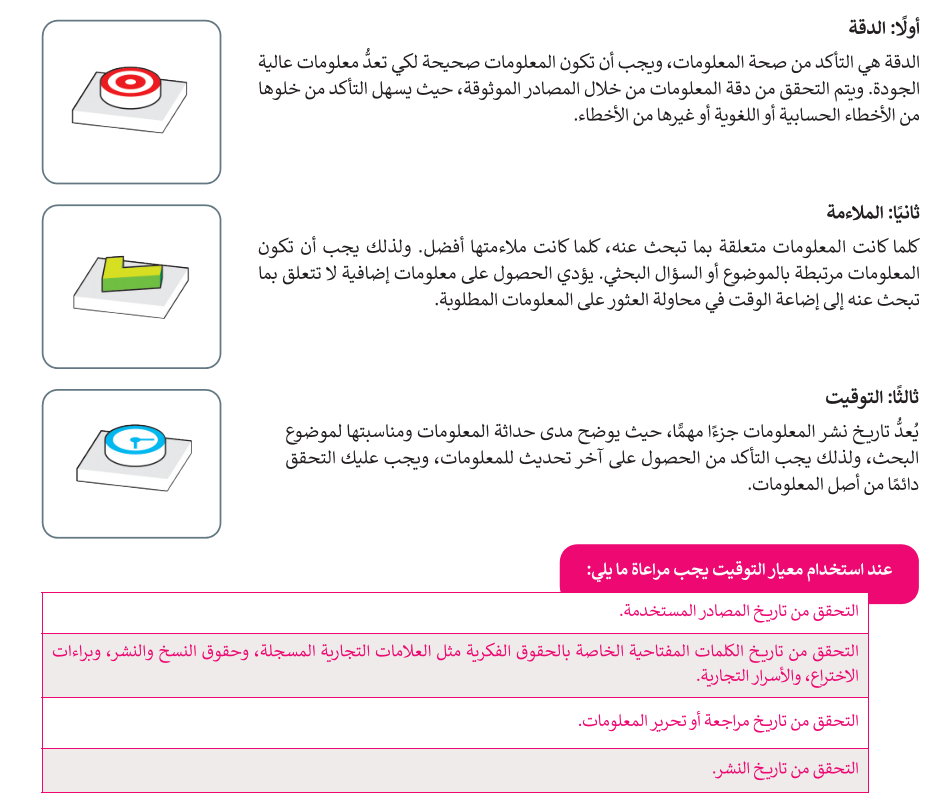 أولًا: الدقة
الدقة هي التأكد من صحة المعلومات، ويجب أن تكون المعلومات صحيحة لكي تعدُّ معلومات عالية
الجودة. ويتم التحقق من دقة المعلومات من خلال المصادر الموثوقة، حيث يسهل التأكد من خلوها
من الأخطاء الحسابية أو اللغوية أو غيرها من الأخطاء.
ثانيًا: الملاءمة
كلما كانت المعلومات متعلقة بما تبحث عنه، كلما كانت ملاءمتها أفضل. ولذلك يجب أن تكون
المعلومات مرتبطة بالموضوع أو السؤال البحثي. يؤدي الحصول على معلومات إضافية لا تتعلق بما
تبحث عنه إلى إضاعة الوقت في محاولة العثور على المعلومات المطلوبة.
ثالثًا: التوقيت
يُعدُّ تاريخ نشر المعلومات جزءًا مهمًّا، حيث يوضح مدى حداثة المعلومات ومناسبتها لموضوع
البحث، ولذلك يجب التأكد من الحصول على آخر تحديث للمعلومات، ويجب عليك التحقق
دائمًا من أصل المعلومات.
عند استخدام معيار التوقيت يجب مراعاة ما يلي:
التحقق من تاريخ المصادر المستخدمة.
التحقق من تاريخ الكلمات المفتاحية الخاصة بالحقوق الفكرية مثل العلامات التجارية المسجلة، وحقوق النسخ والنشر، وبراءات
الاختراع، والأسرار التجارية.
التحقق من تاريخ مراجعة أو تحرير المعلومات.
التحقق من تاريخ النشر.